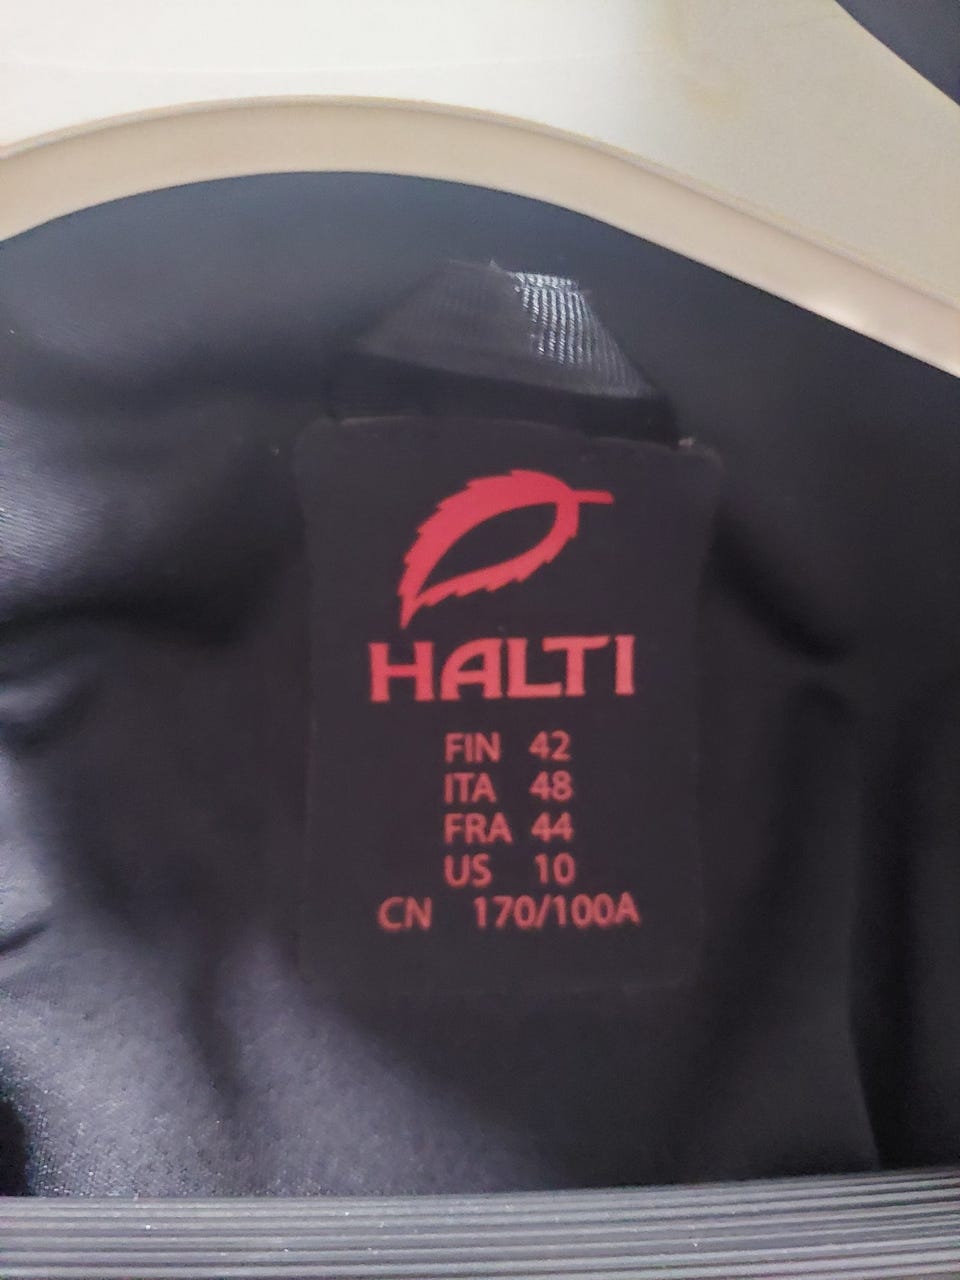 HALTI
FIN 42
ITA 48
FRA 44
US 10
CN 170/100A